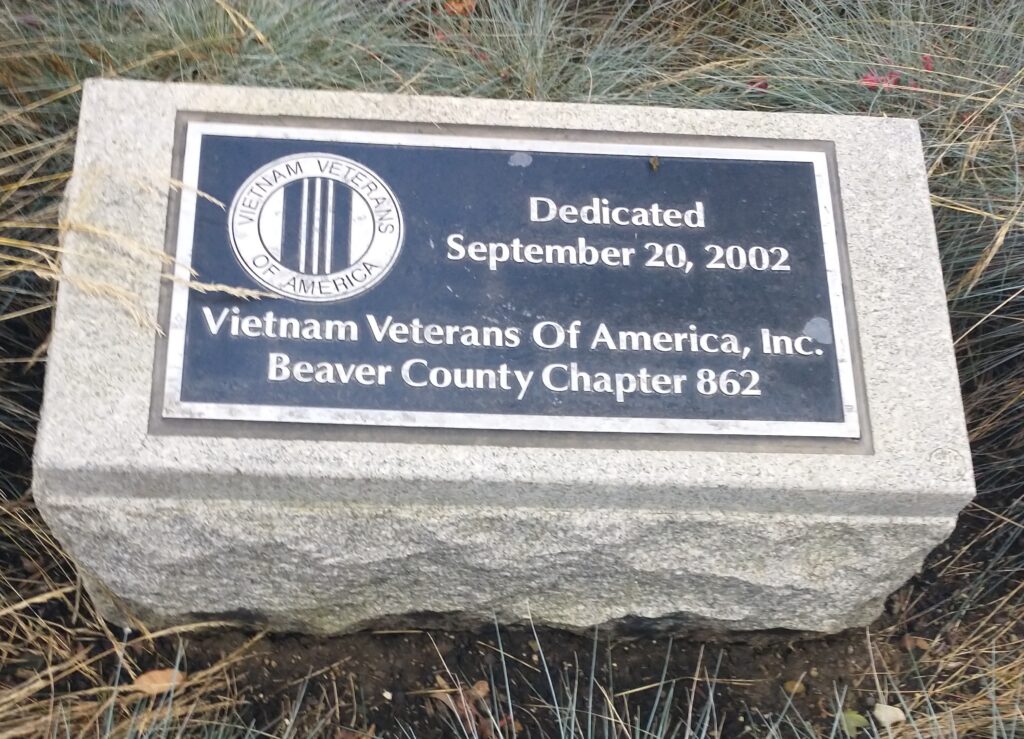 VIETNAM VETERANS
OF AMERICA
Dedicated
September 20, 2002
Vietnam Veterans Of America, Inc.
Beaver County Chapter 862